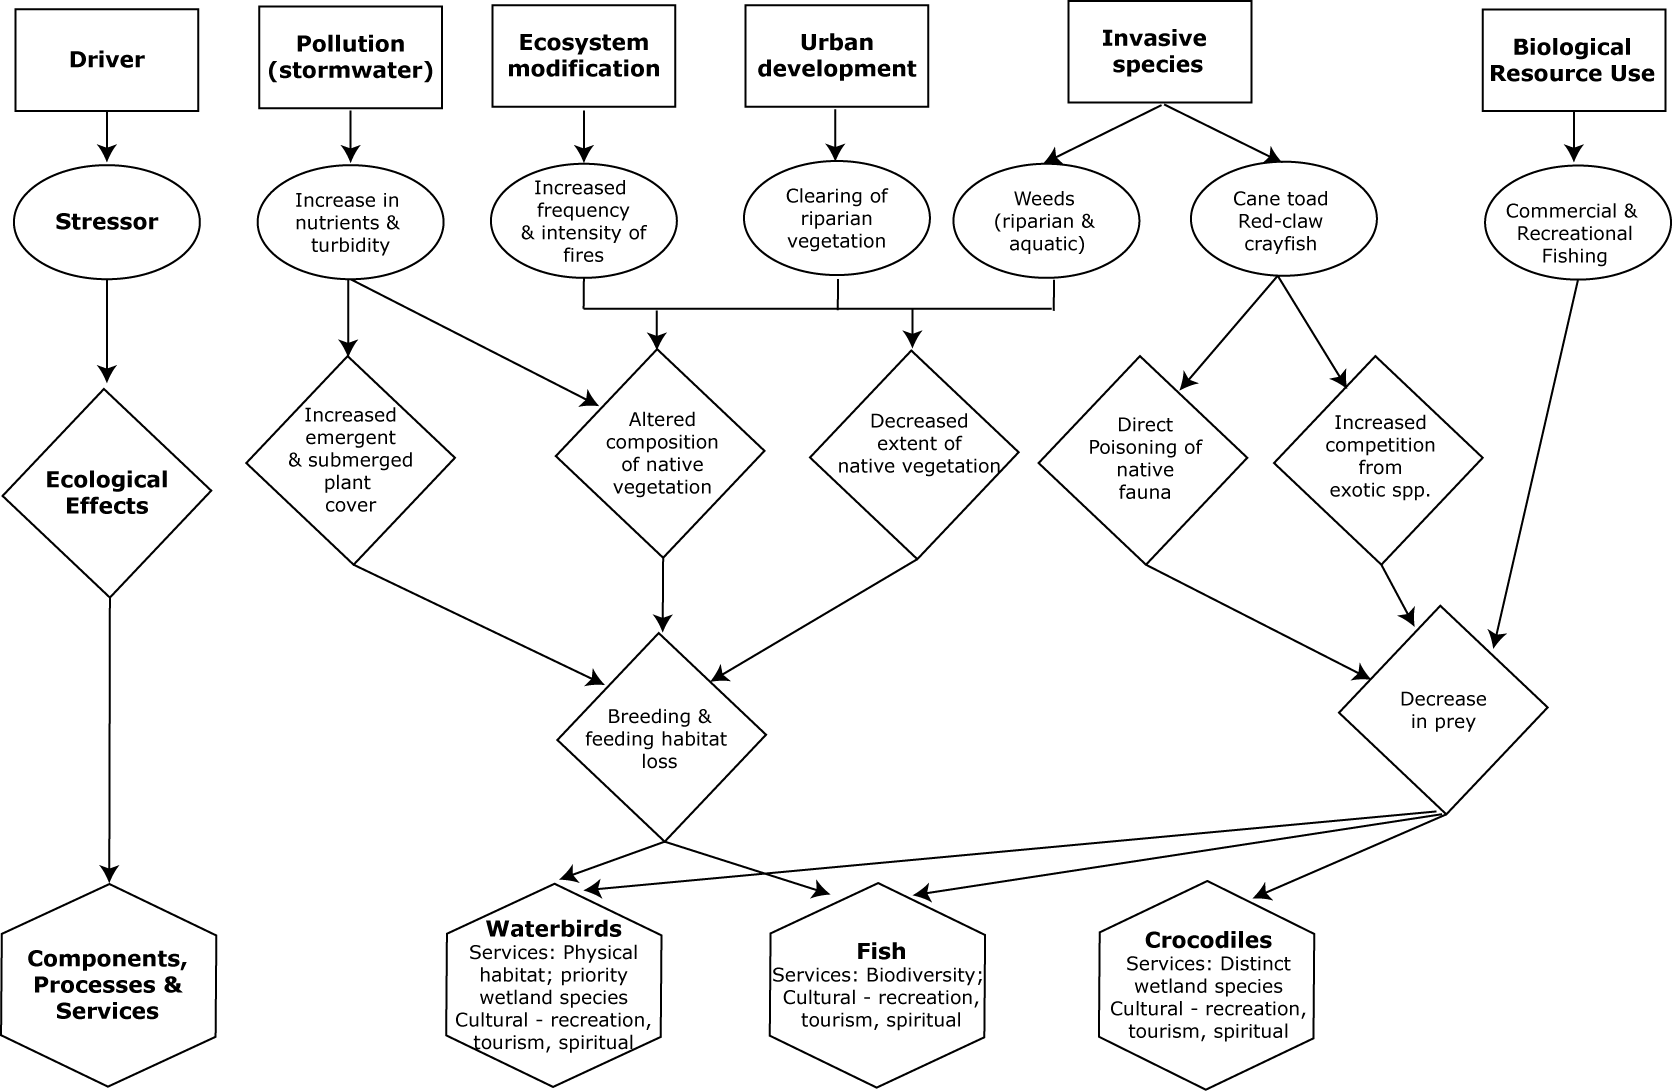 Driver
Pollution
(stormwater)
Ecosystem
modification
Urban
development
Invasive
species
Biological
Resource Use
Stressor
Increase in
nutrients &
turbidity
Increased
frequency
& intensity of
fires
Clearing of
riparian
vegetation
Weeds
(riparian &
aquatic)
Cane toad
Red-claw
crayfish
Commercial &
Recreational
Fishing
Ecological
Effects
Increased
emergent
& submerged
plant
cover
Altered
composition
of native
vegetation
Decreased
extent of
native vegetation
Direct
Poisoning of
native
fauna
Increased
competition
from
exotic spp.
Breeding &
feeding habitat
loss
Decrease
in prey
Components,
Processes &
Services
Waterbirds
Services: Physical
habitat; priority
wetland species
Cultural - recreation,
tourism, spiritual
Fish
Services: Biodiversity;
Cultural - recreation,
tourism, spiritual
Crocodiles
Services: Distinct
wetland species
Cultural - recreation,
tourism, spiritual